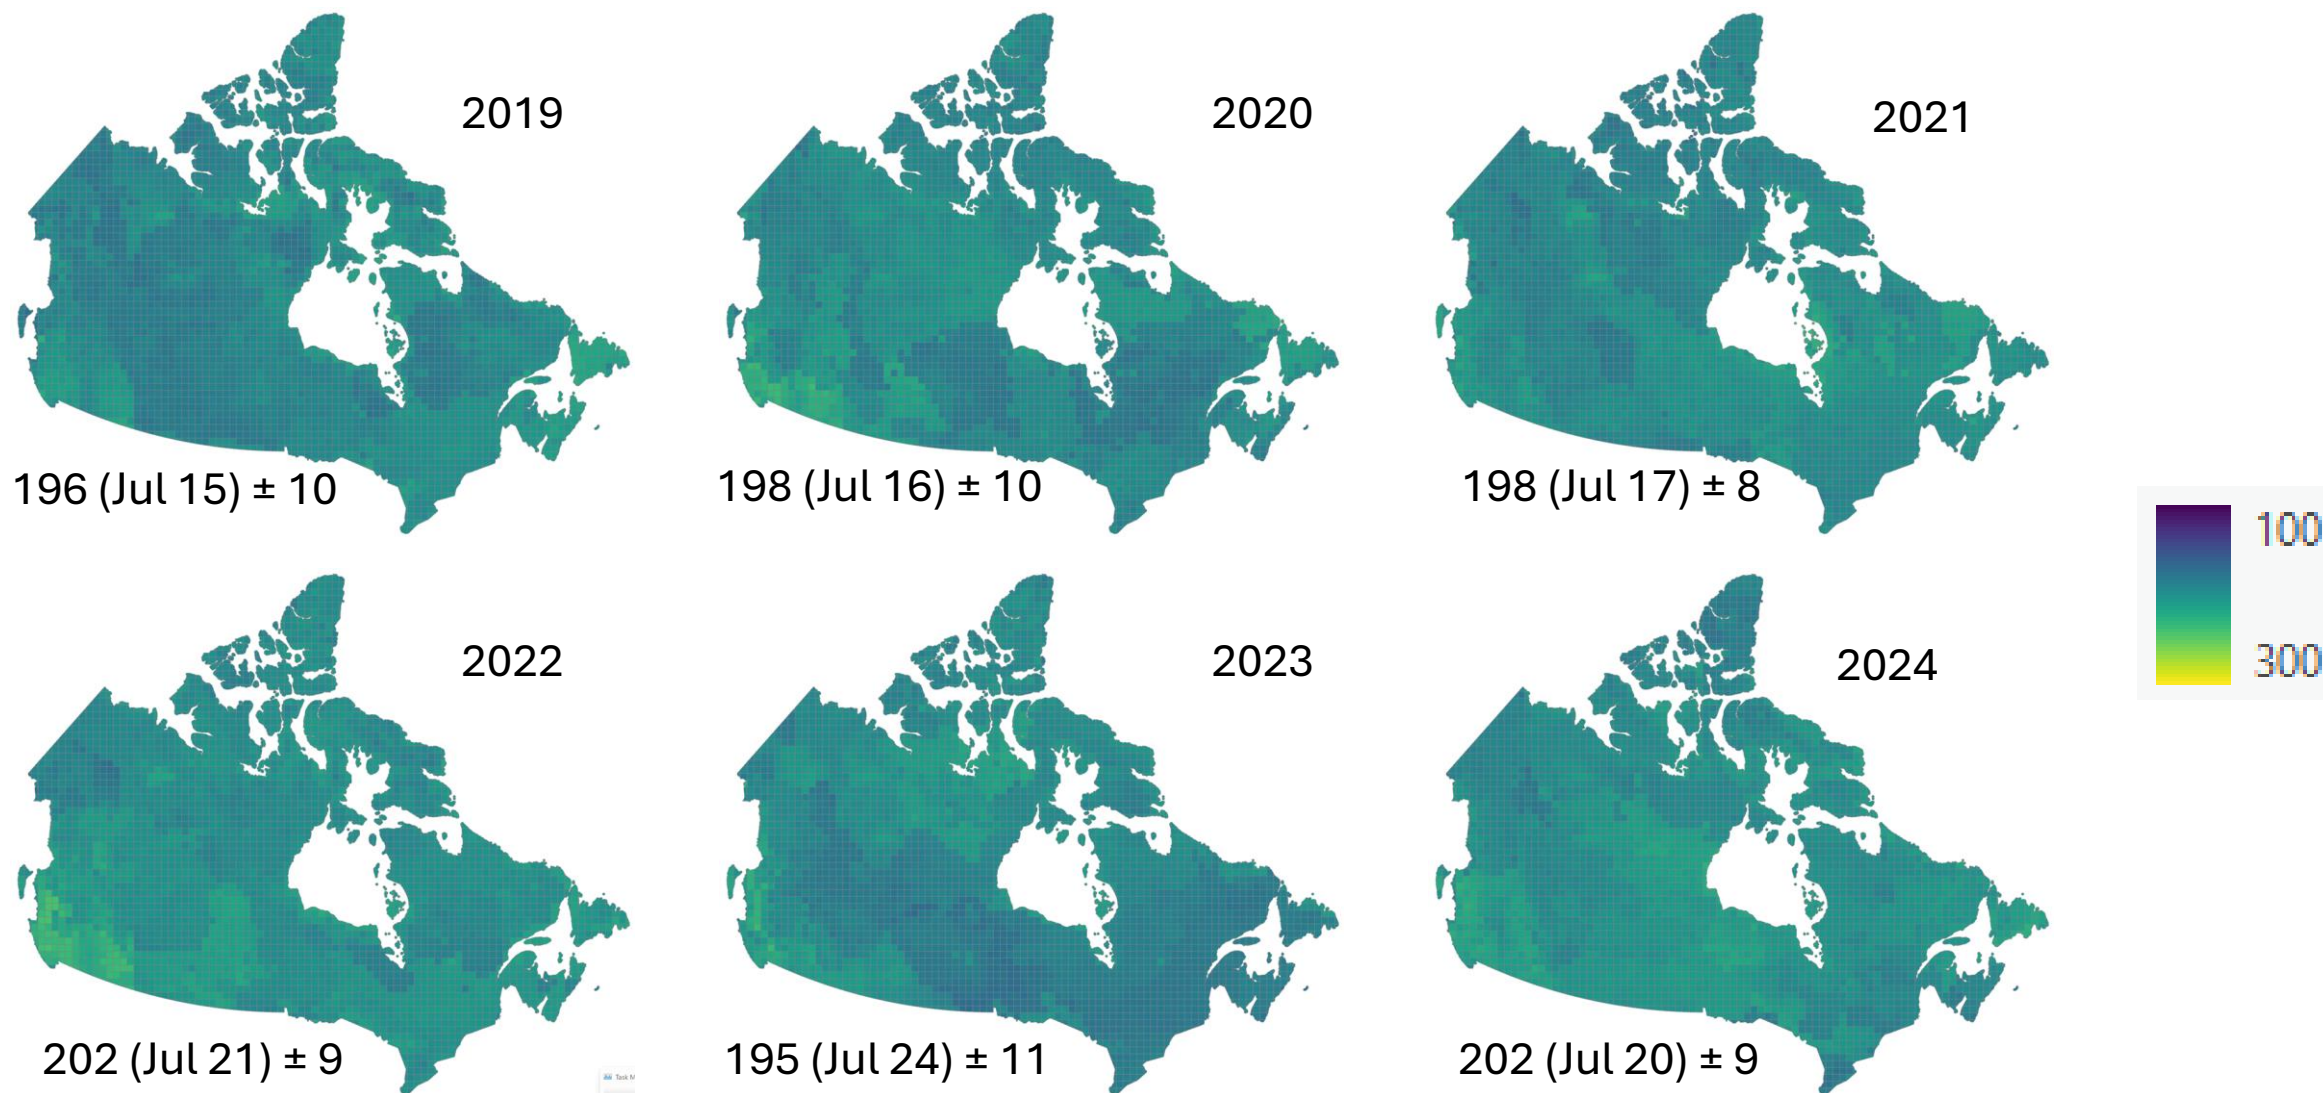 2019
2020
2021
196 (Jul 15) ± 10
198 (Jul 16) ± 10
198 (Jul 17) ± 8
100
300
2022
2023
2024
202 (Jul 21) ± 9
195 (Jul 24) ± 11
202 (Jul 20) ± 9
Task M